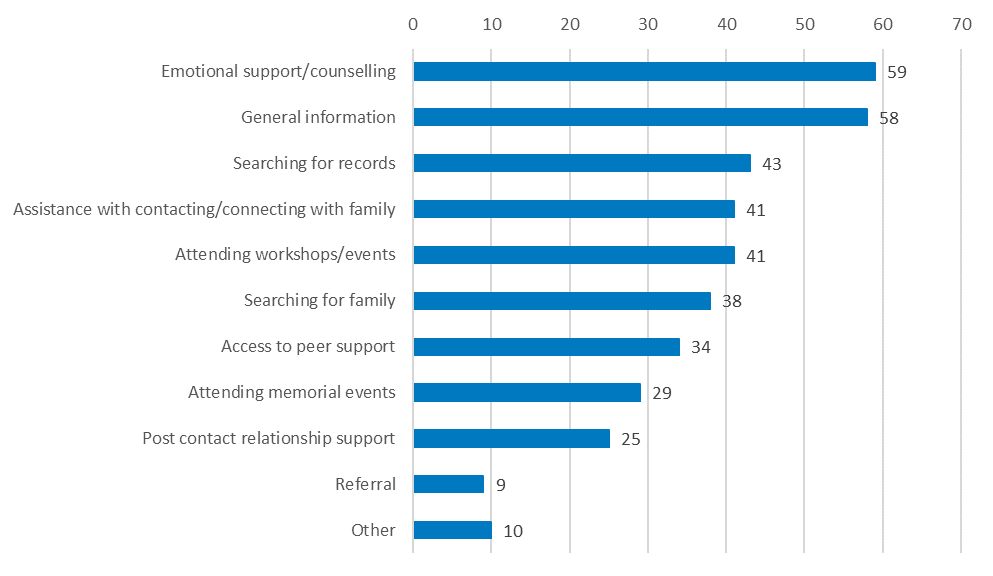 0 10 20 30 40 50 60 70
Emotional support/counselling 59
General information 58
Searching for records 43
Assistance with contacting/connecting with family 41
Attending workshops/events 41
Searching for family 38
Access to peer support 34
Attending memorial events 29
Post contact relationship support 25
Referral 9
Other 10